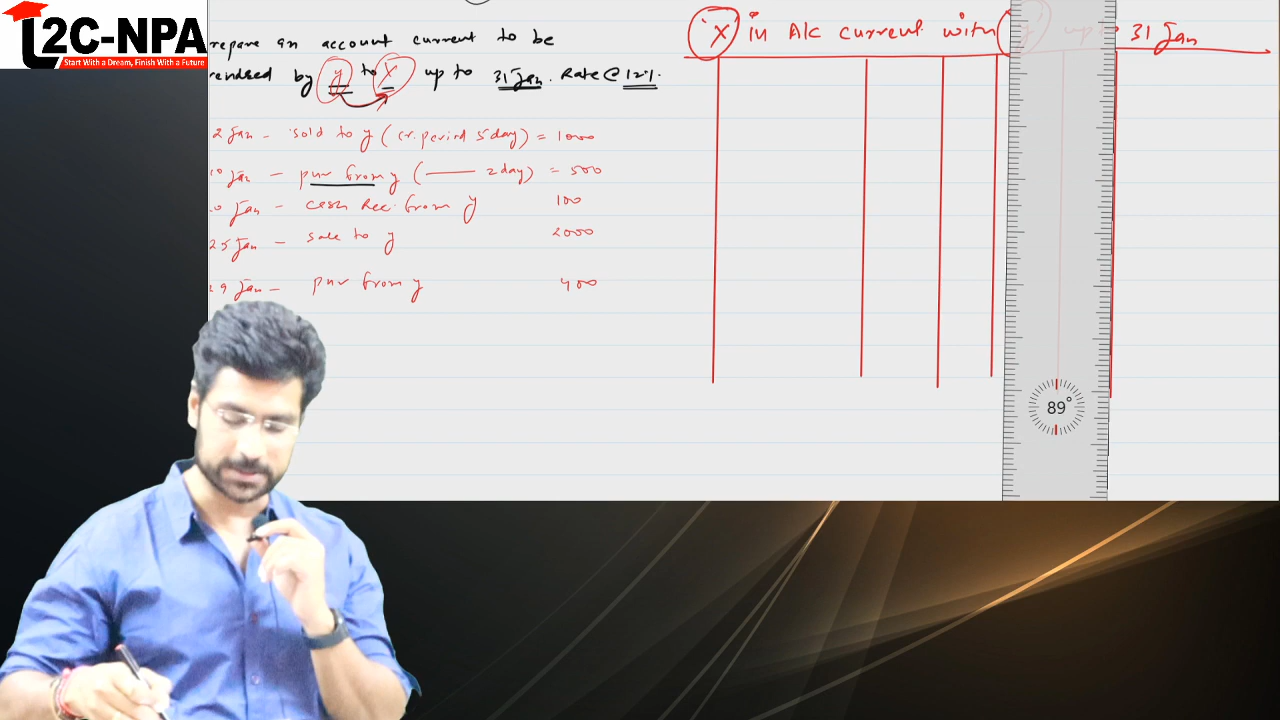 L2C-NPA
Start With a Dream, Finish With a Future
repare an account current to be
rendred by y to X up to 31 Jan. Rate @ 12%.
2 Jan - Sold to y ( period 5 day) = 1000
10 Jan - pur from y ( 2 day) = 500
20 Jan - Cash Rec. from y 100
25 Jan - Sale to y 2000
29 Jan - pur from y 400
'X' in A/c current with y up to 31 Jan
89°